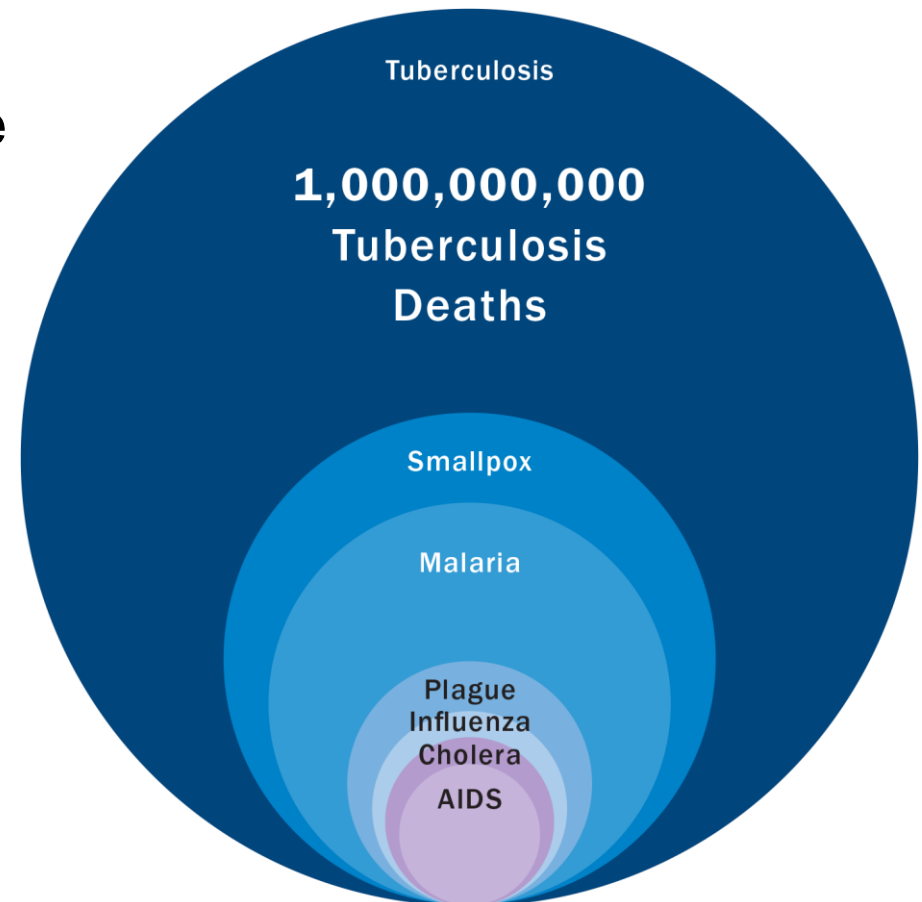 e
Tuberculosis
1,000,000,000
Tuberculosis
Deaths
Smallpox
Malaria
Plague
Influenza
Cholera
AIDS